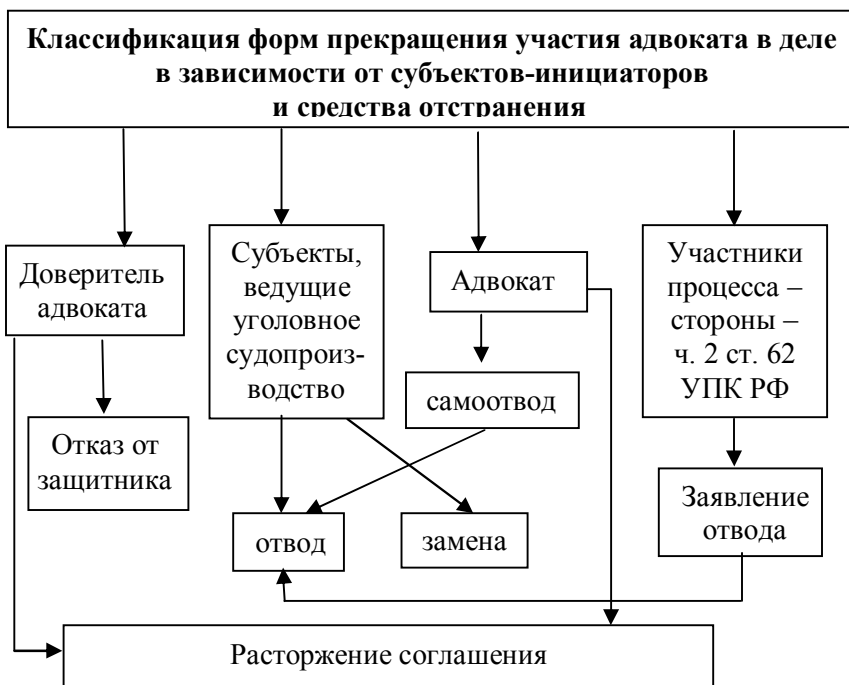 Классификация форм прекращения участия адвоката в деле
в зависимости от субъектов-инициаторов
и средства отстранения
Доверитель
адвоката
Субъекты,
ведущие
уголовное
судопроиз-
водство
Адвокат
Участники
процесса –
стороны –
ч. 2 ст. 62
УПК РФ
самоотвод
Отказ от
защитника
отвод
замена
Заявление
отвода
Расторжение соглашения